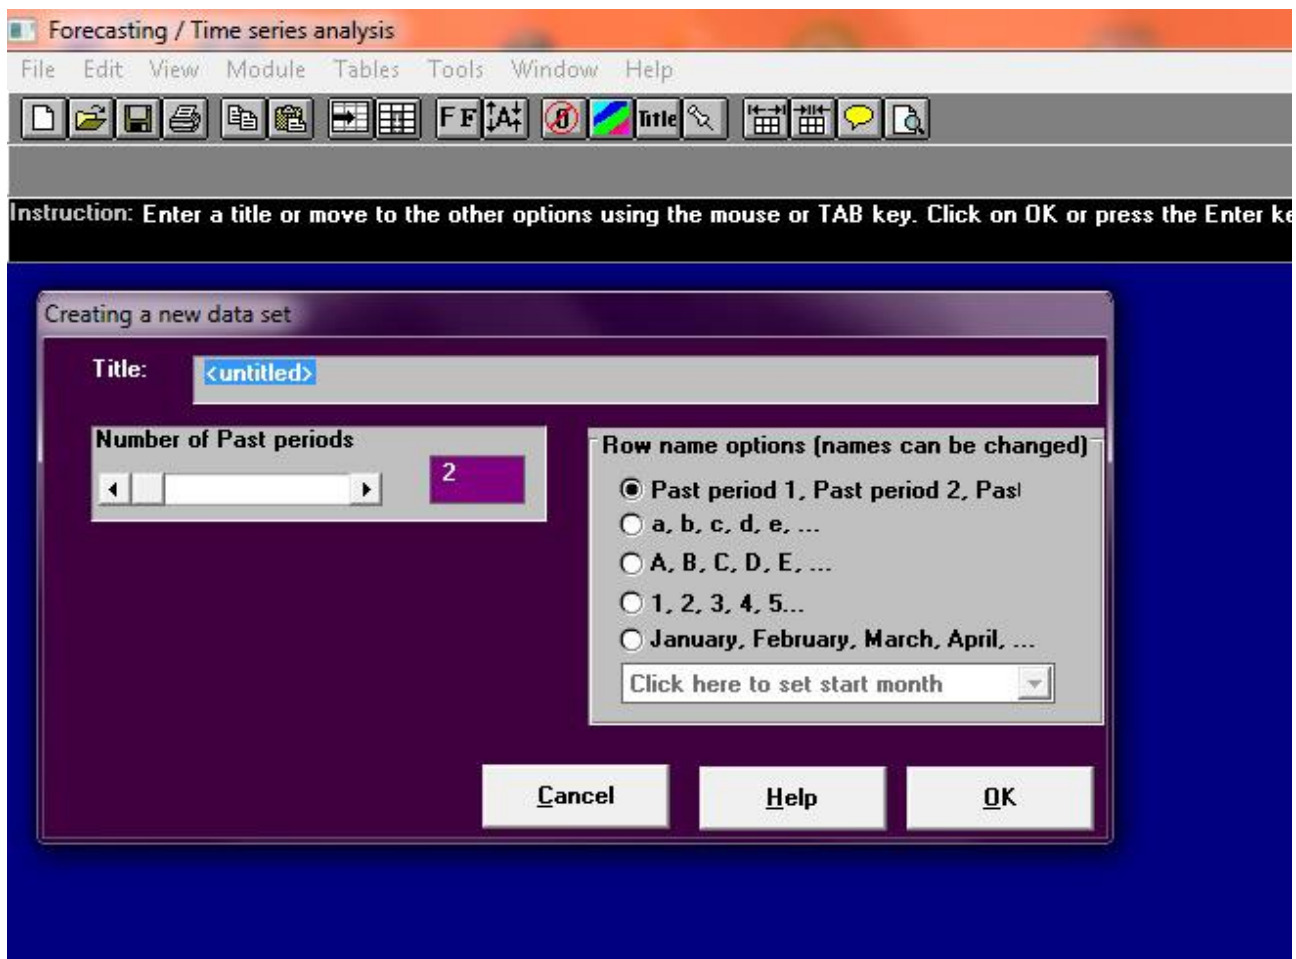 Forecasting / Time series analysis
File Edit View Module Tables Tools Window Help
F F A Title
Instruction: Enter a title or move to the other options using the mouse or TAB key. Click on OK or press the Enter ke
Creating a new data set
Title: <untitled>
Number of Past periods
2
Row name options (names can be changed)
Past period 1, Past period 2, Past
a, b, c, d, e, ...
A, B, C, D, E, ...
1, 2, 3, 4, 5...
January, February, March, April, ...
Click here to set start month
Cancel Help OK